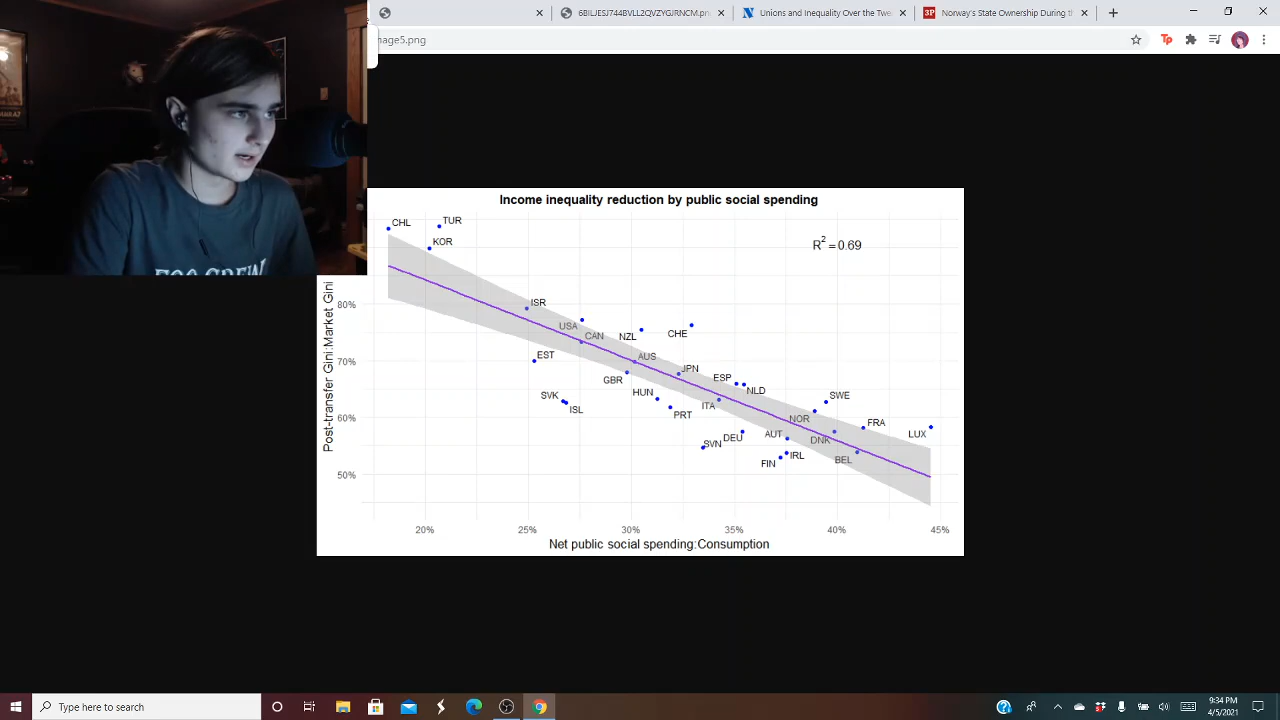 6BILJESJ744BVLL2CVZYGJRNCM.pn
Unions and Inequality Over the Twe
Norway's State Ownership During t
nage5.png
Income inequality reduction by public social spending
R2 = 0.69
CHL
TUR
KOR
ISR
USA
CAN
NZL
CHE
EST
AUS
JPN
GBR
ESP
NLD
SVK
ISL
HUN
PRT
ITA
SWE
NOR
FRA
LUX
SVN
DEU
AUT
DNK
FIN
IRL
BEL
80%
70%
60%
50%
Post-transfer Gini:Market Gini
20% 25% 30% 35% 40% 45%
Net public social spending:Consumption
Type here to search
9:34 PM
4/5/2021